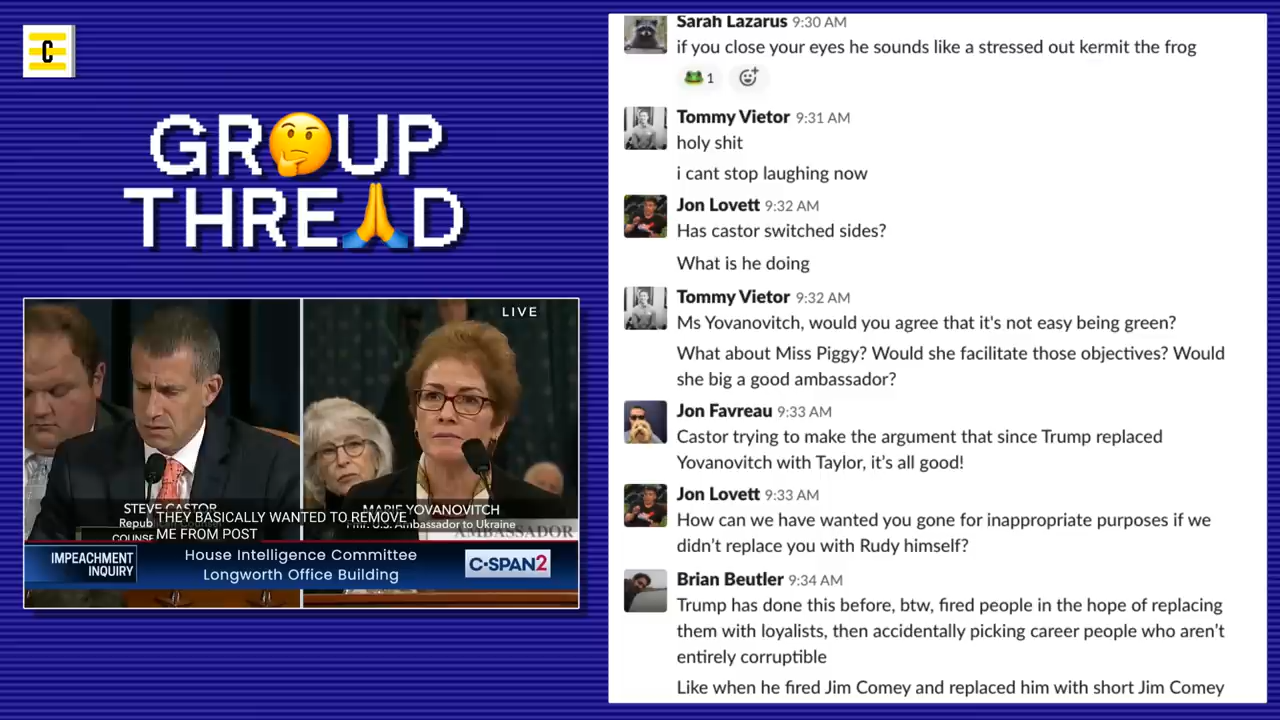 C
GROUP
THREAD
LIVE
STEVE CASTOR
Repub
COUNSE
THEY BASICALLY WANTED TO REMOVE
ME FROM POST
MARIE YOVANOVITCH
Ambassador to Ukraine
AMBASSADOR
IMPEACHMENT
INQUIRY
House Intelligence Committee
Longworth Office Building
C-SPAN2
Sarah Lazarus 9:30 AM
if you close your eyes he sounds like a stressed out kermit the frog
1
Tommy Vietor 9:31 AM
holy shit
i cant stop laughing now
Jon Lovett 9:32 AM
Has castor switched sides?
What is he doing
Tommy Vietor 9:32 AM
Ms Yovanovitch, would you agree that it's not easy being green?
What about Miss Piggy? Would she facilitate those objectives? Would
she big a good ambassador?
Jon Favreau 9:33 AM
Castor trying to make the argument that since Trump replaced
Yovanovitch with Taylor, it's all good!
Jon Lovett 9:33 AM
How can we have wanted you gone for inappropriate purposes if we
didn't replace you with Rudy himself?
Brian Beutler 9:34 AM
Trump has done this before, btw, fired people in the hope of replacing
them with loyalists, then accidentally picking career people who aren't
entirely corruptible
Like when he fired Jim Comey and replaced him with short Jim Comey